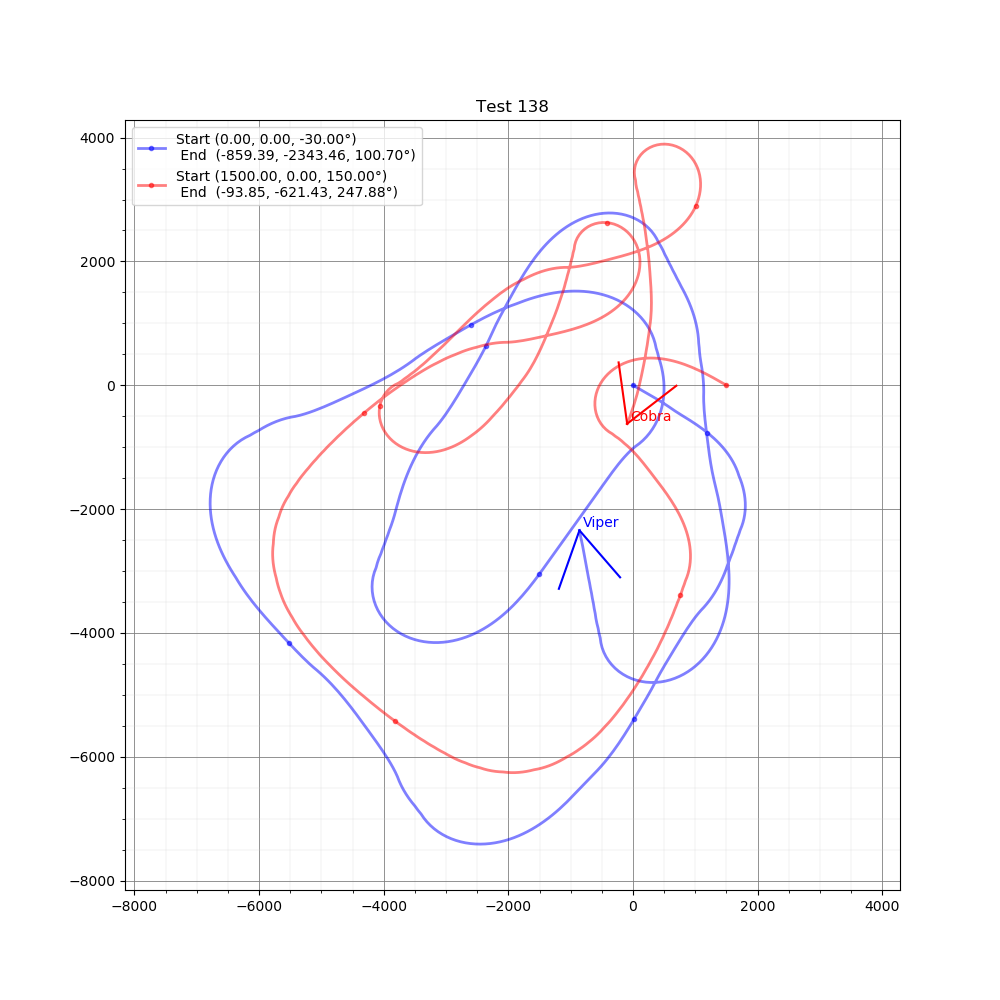 Test 138
Start (0.00, 0.00, -30.00°)
End (-859.39, -2343.46, 100.70°)
Start (1500.00, 0.00, 150.00°)
End (-93.85, -621.43, 247.88°)
4000
2000
0
−2000
−4000
−6000
−8000
Cobra
Viper
−8000 −6000 −4000 −2000 0 2000 4000